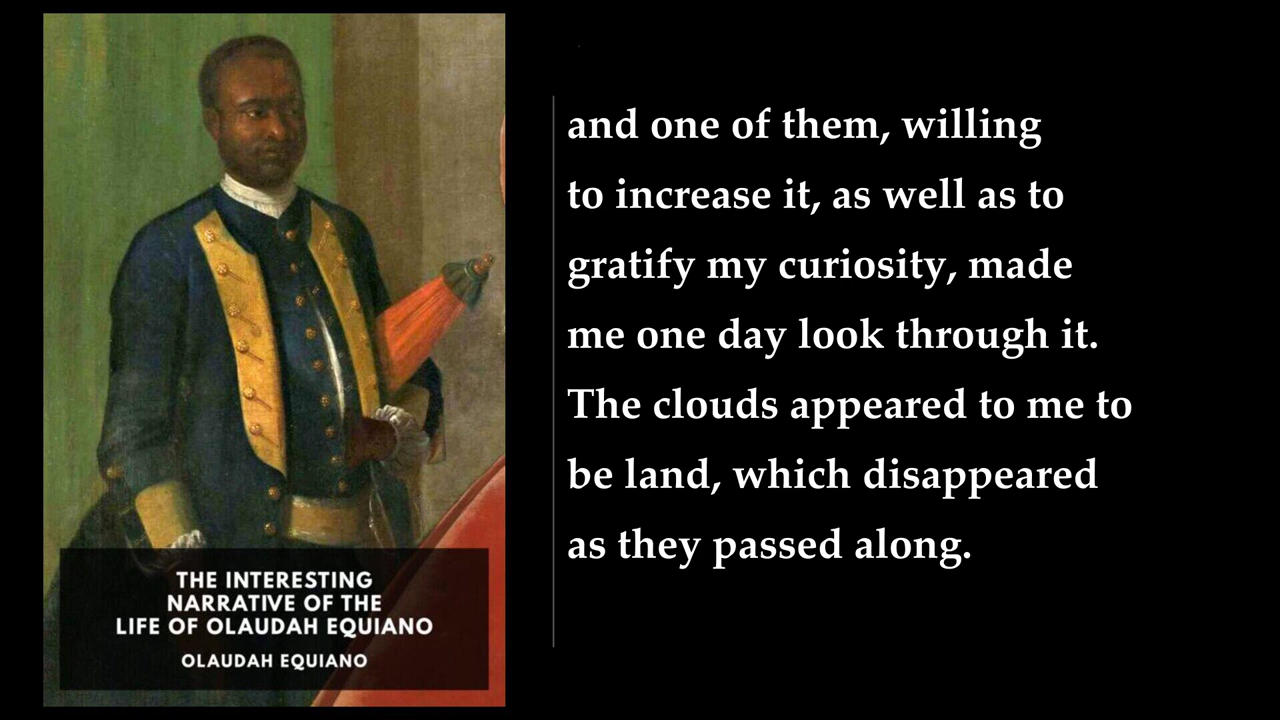 and one of them, willing
to increase it, as well as to
gratify my curiosity, made
me one day look through it.
The clouds appeared to me to
be land, which disappeared
as they passed along.
THE INTERESTING
NARRATIVE OF THE
LIFE OF OLAUDAH EQUIANO
OLAUDAH EQUIANO